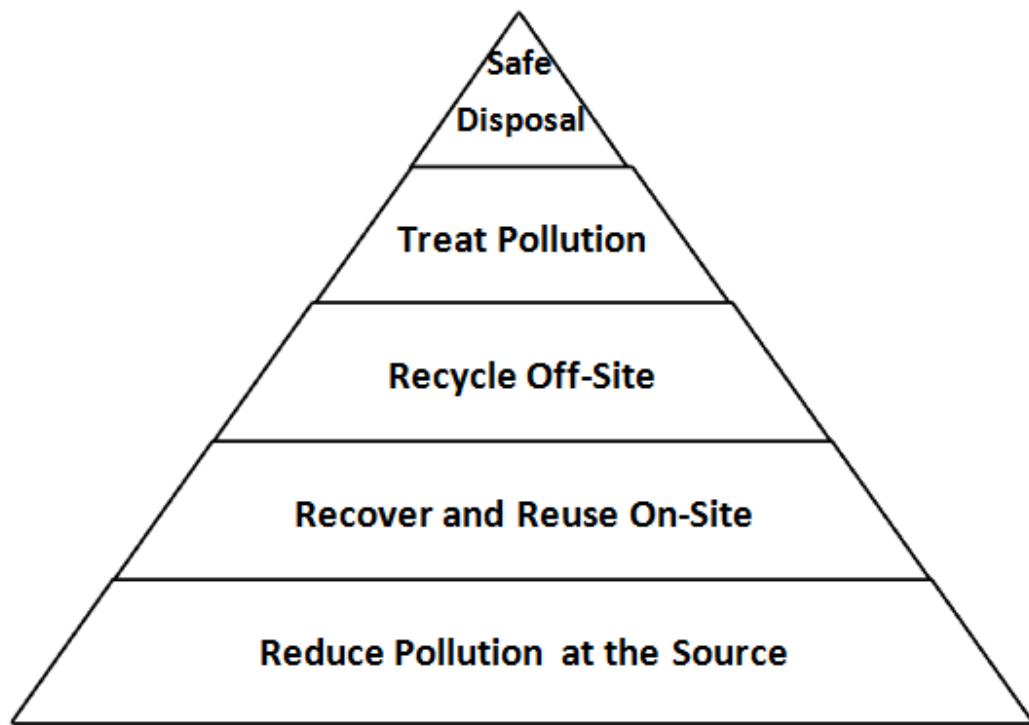 Safe
Disposal
Treat Pollution
Recycle Off-Site
Recover and Reuse On-Site
Reduce Pollution at the Source